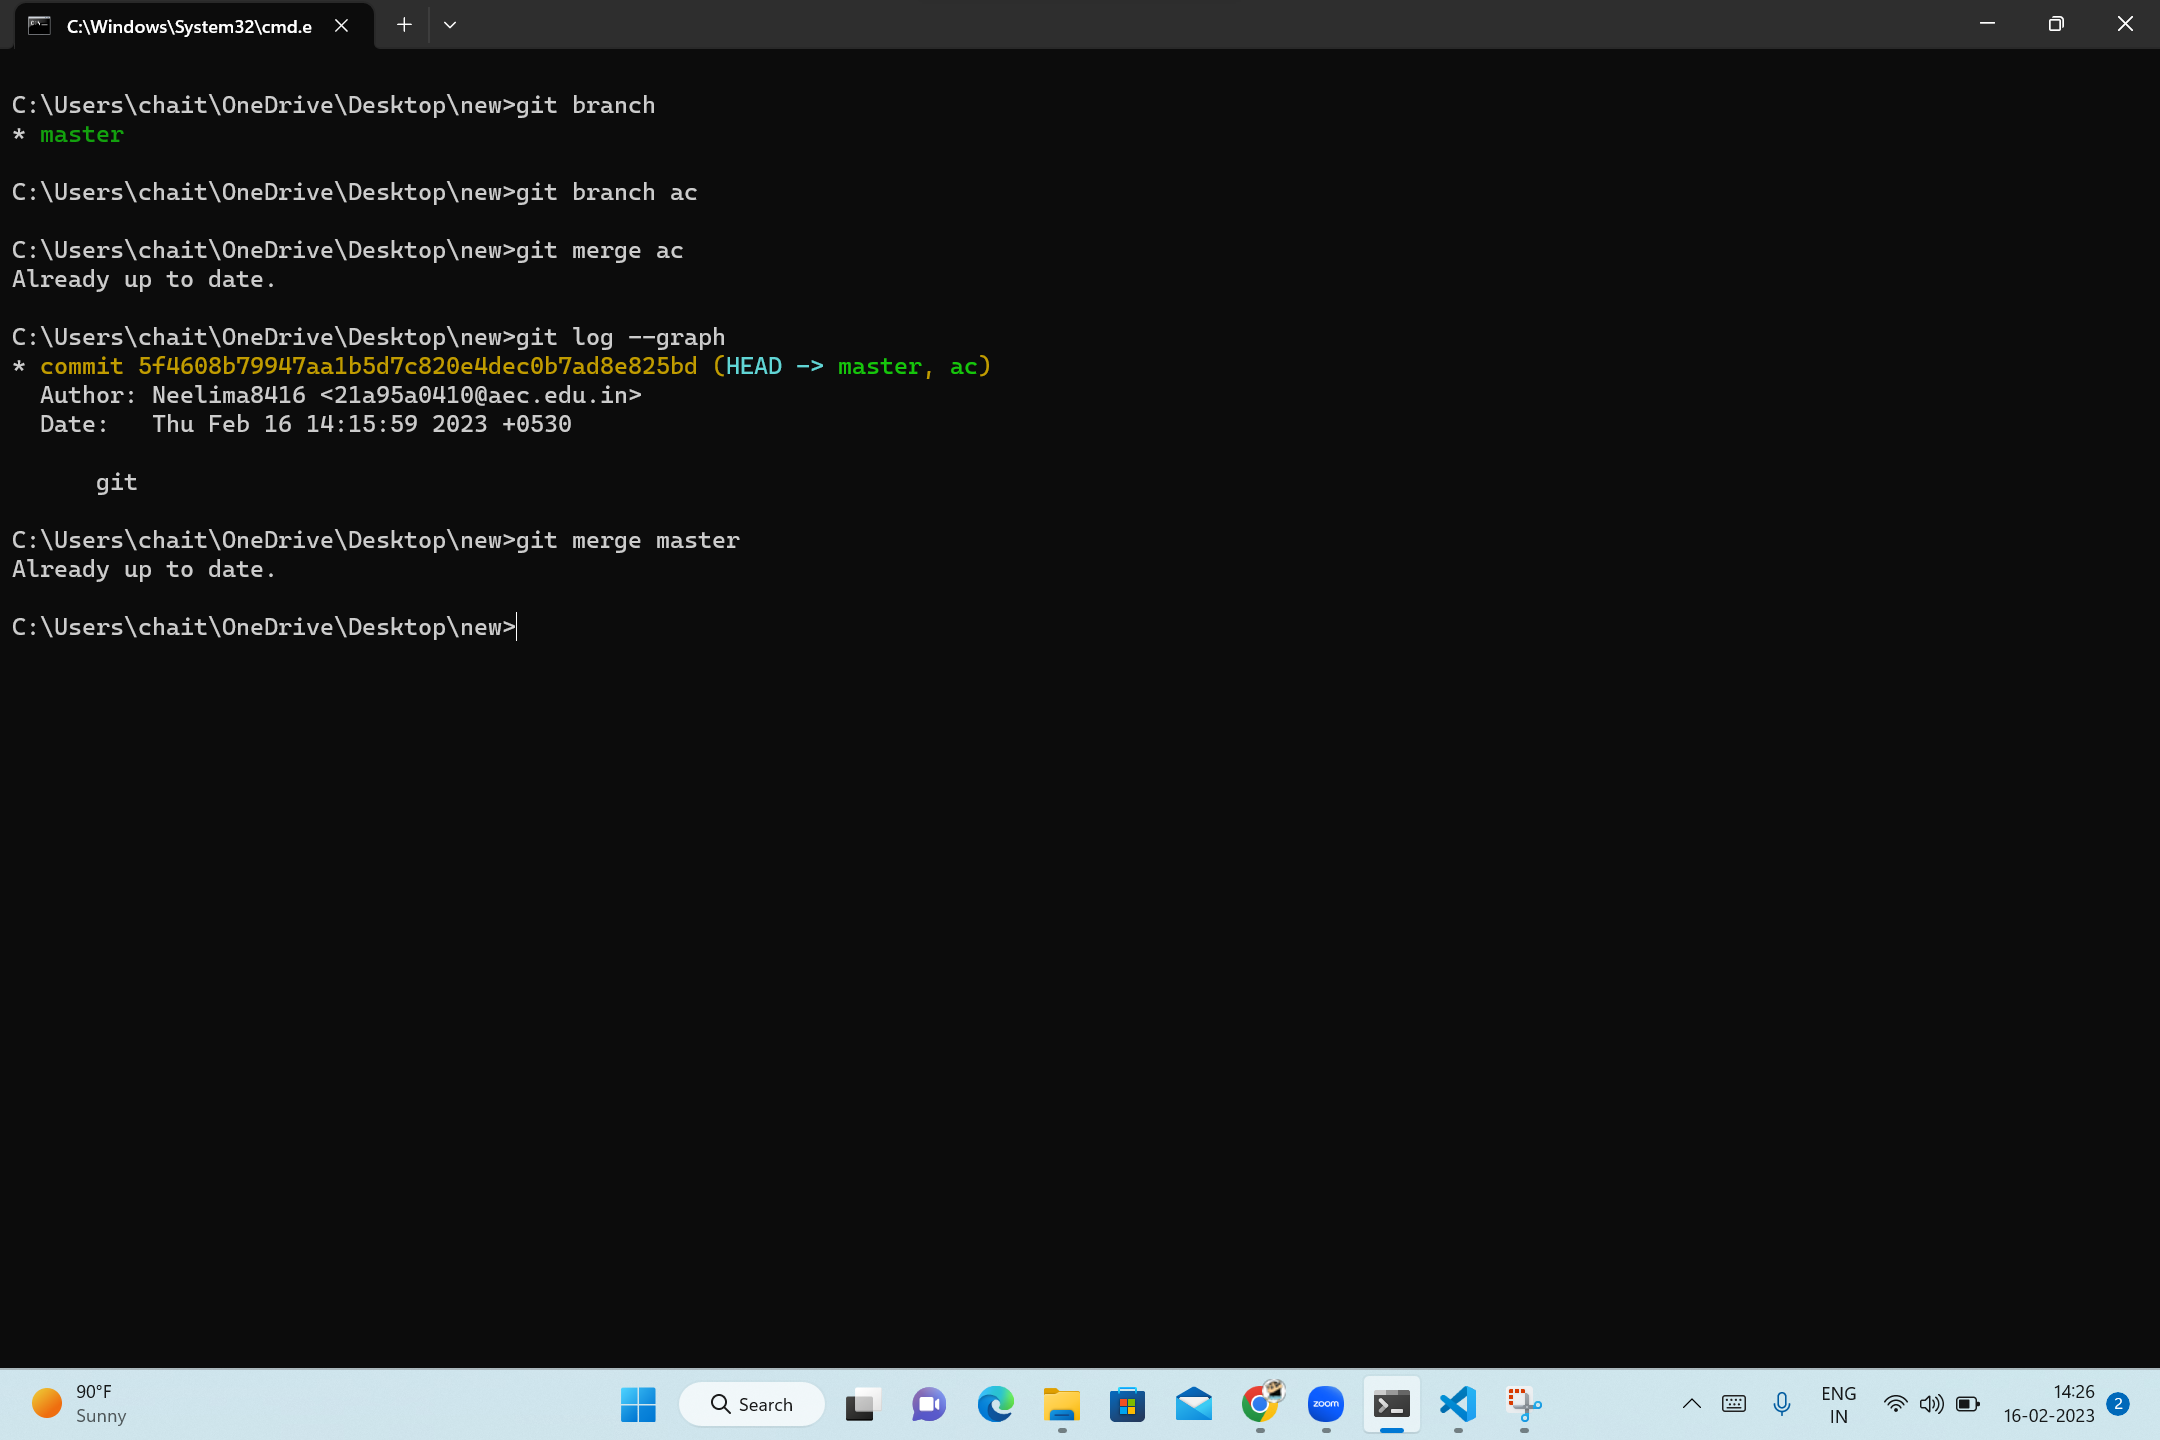 C:\Windows\System32\cmd.e
C:\Users\chait\OneDrive\Desktop\new>git branch
* master
C:\Users\chait\OneDrive\Desktop\new>git branch ac
C:\Users\chait\OneDrive\Desktop\new>git merge ac
Already up to date.
C:\Users\chait\OneDrive\Desktop\new>git log --graph
* commit 5f4608b79947aa1b5d7c820e4dec0b7ad8e825bd (HEAD -> master, ac)
Author: Neelima8416 <21a95a0410@aec.edu.in>
Date:   Thu Feb 16 14:15:59 2023 +0530
git
C:\Users\chait\OneDrive\Desktop\new>git merge master
Already up to date.
C:\Users\chait\OneDrive\Desktop\new>
90°F
Sunny
Search
zoom
ENG
IN
14:26
16-02-2023
2